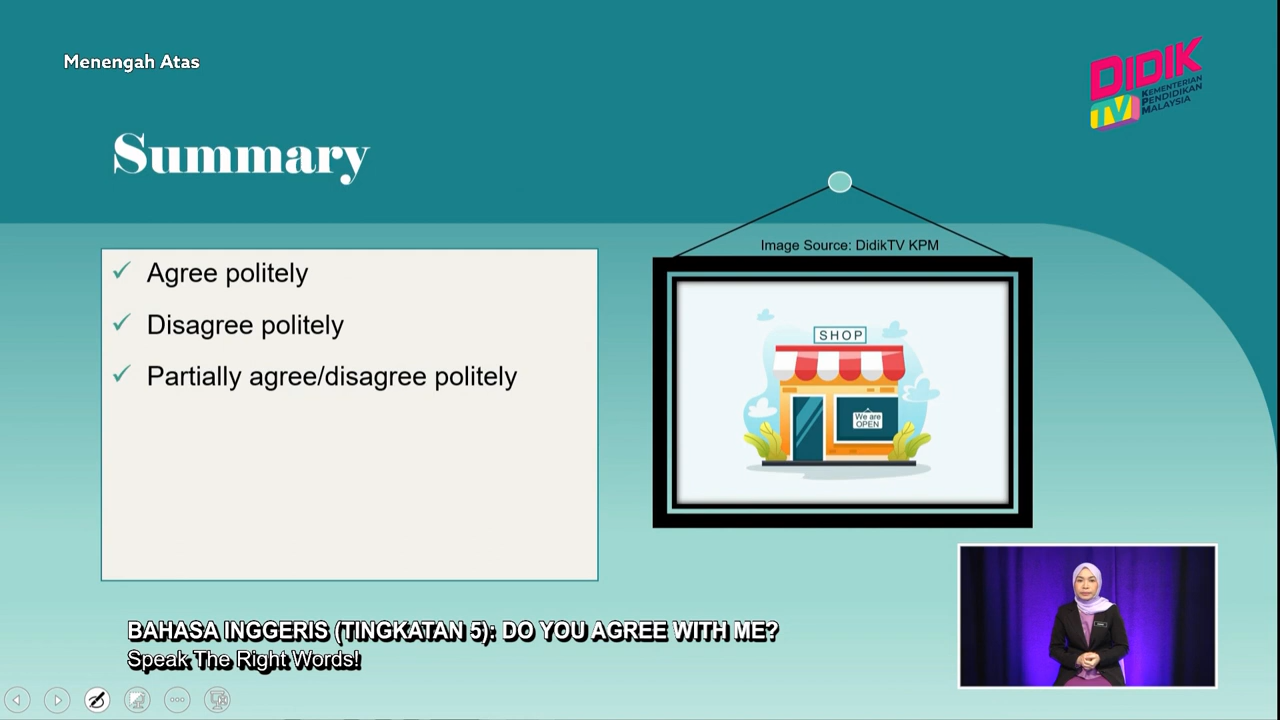 Menengah Atas
DIDIK
TV
KEMENTERIAN
PENDIDIKAN
MALAYSIA
Summary
Image Source: DidikTV KPM
✓ Agree politely
✓ Disagree politely
✓ Partially agree/disagree politely
SHOP
We are
OPEN
BAHASA INGGERIS (TINGKATAN 5): DO YOU AGREE WITH ME?
Speak The Right Words!